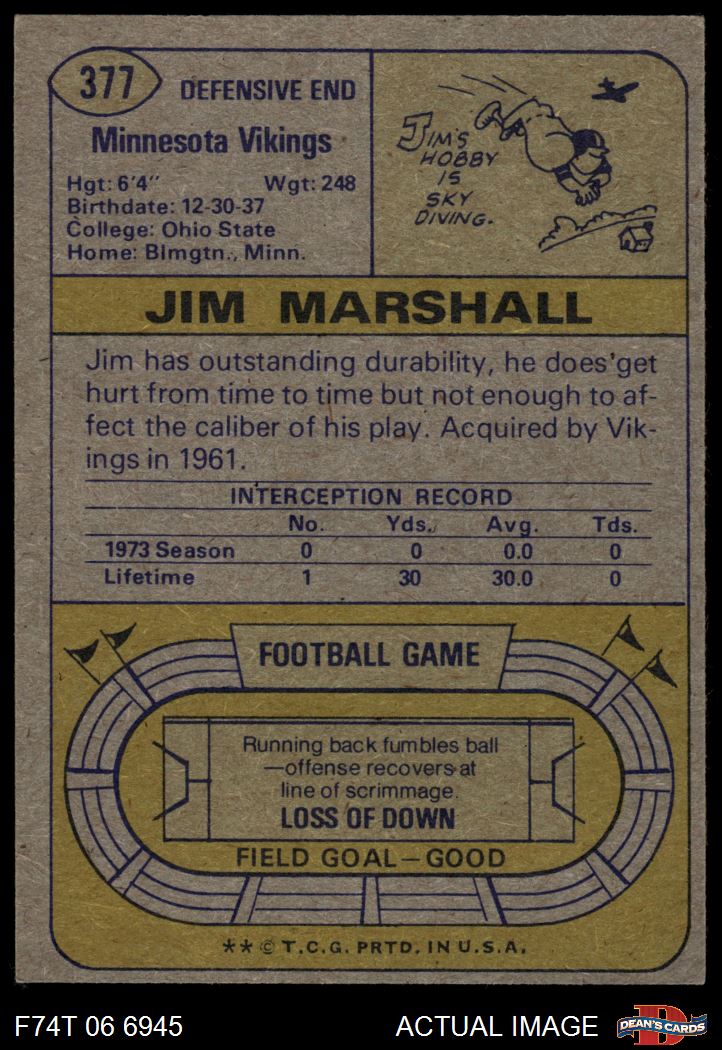 377
DEFENSIVE END
Minnesota Vikings
Hgt: 6'4" Wgt: 248
Birthdate: 12-30-37
College: Ohio State
Home: Blmgtn., Minn.
JIM'S
HOBBY
IS
SKY
DIVING.
JIM MARSHALL
Jim has outstanding durability, he does get
hurt from time to time but not enough to af-
fect the caliber of his play. Acquired by Vik-
ings in 1961.
INTERCEPTION RECORD
No. Yds. Avg. Tds.
1973 Season 0 0 0.0 0
Lifetime 1 30 30.0 0
FOOTBALL GAME
Running back fumbles ball
—offense recovers at
line of scrimmage.
LOSS OF DOWN
FIELD GOAL—GOOD
** © T.C.G. PRTD. IN U.S.A.
F74T 06 6945
ACTUAL IMAGE
D
DEAN'S CARDS